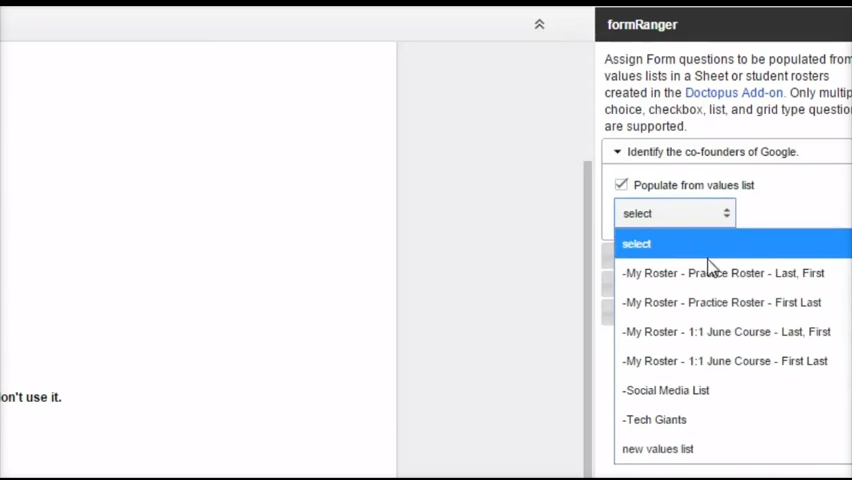 formRanger
Assign Form questions to be populated from
values lists in a Sheet or student rosters
created in the Doctopus Add-on. Only multip
choice, checkbox, list, and grid type question
are supported.
Identify the co-founders of Google.
Populate from values list
select
select
-My Roster - Practice Roster - Last, First
-My Roster - Practice Roster - First Last
-My Roster - 1:1 June Course - Last, First
-My Roster - 1:1 June Course - First Last
-Social Media List
on't use it.
-Tech Giants
new values list